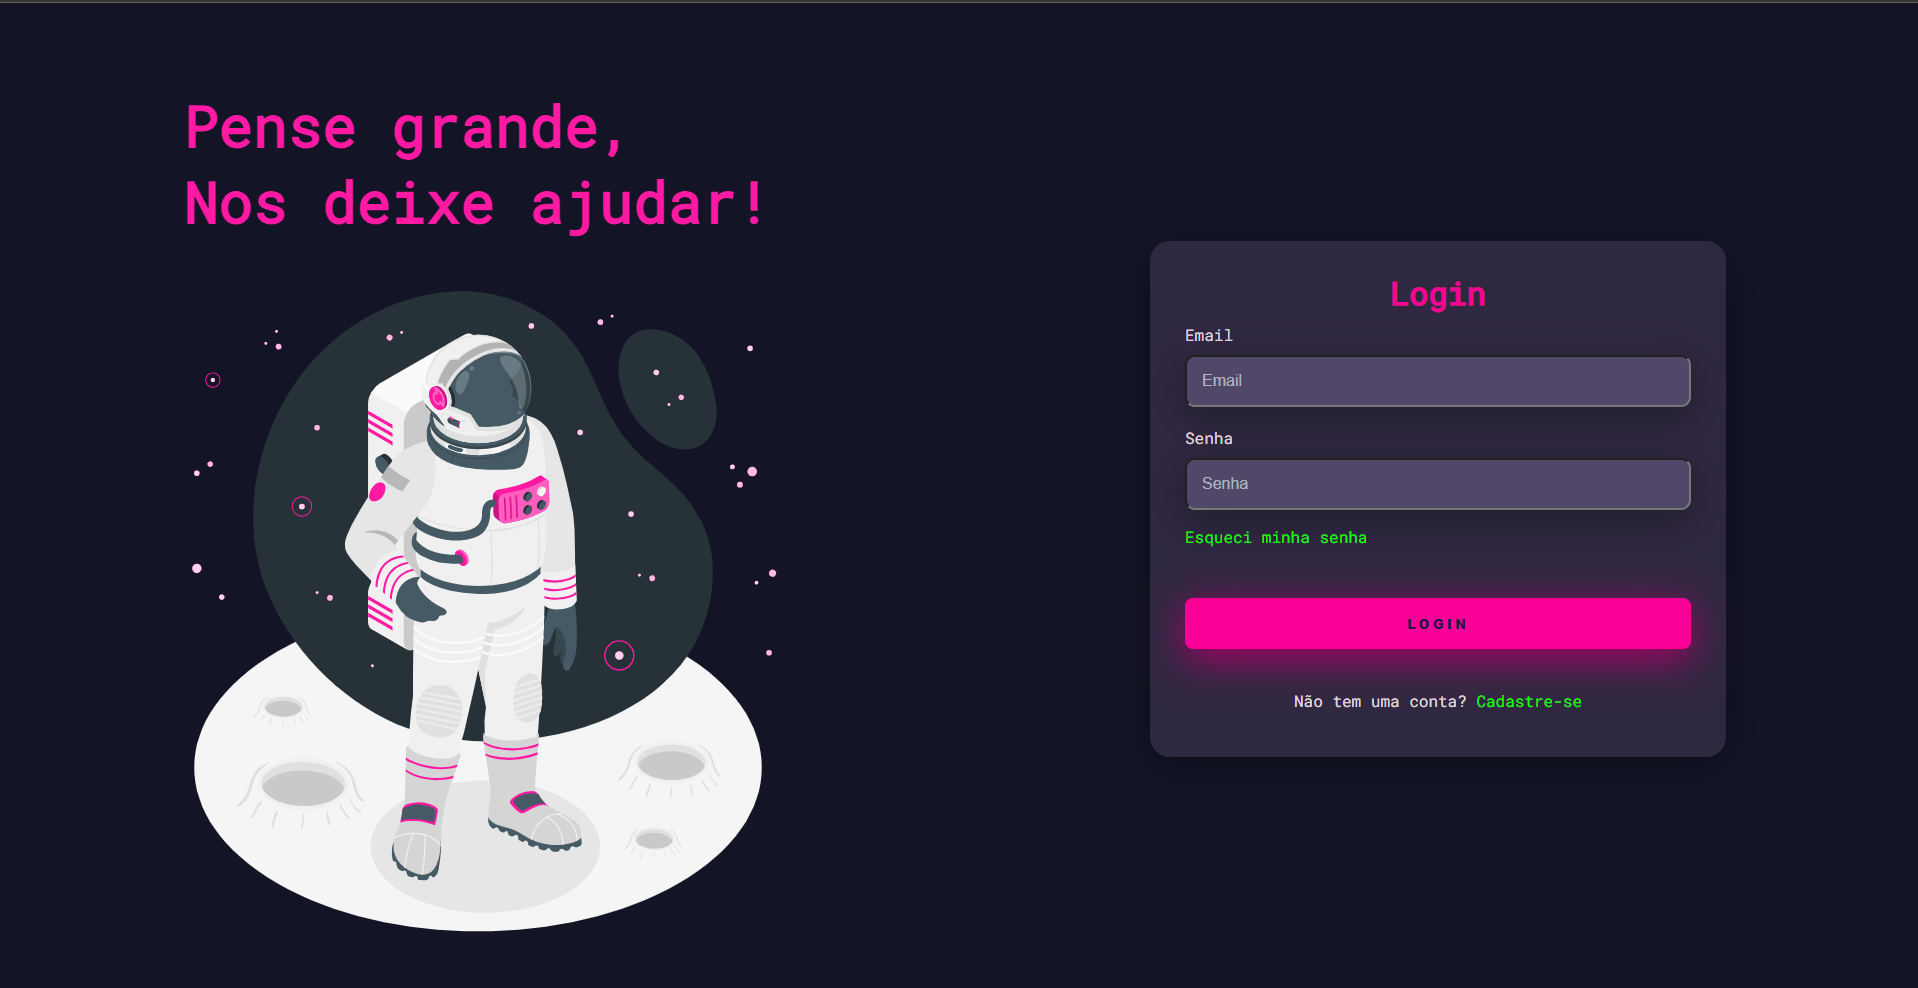 Pense grande,
Nos deixe ajudar!
Login
Email
Email
Senha
Senha
Esqueci minha senha
LOGIN
Não tem uma conta? Cadastre-se